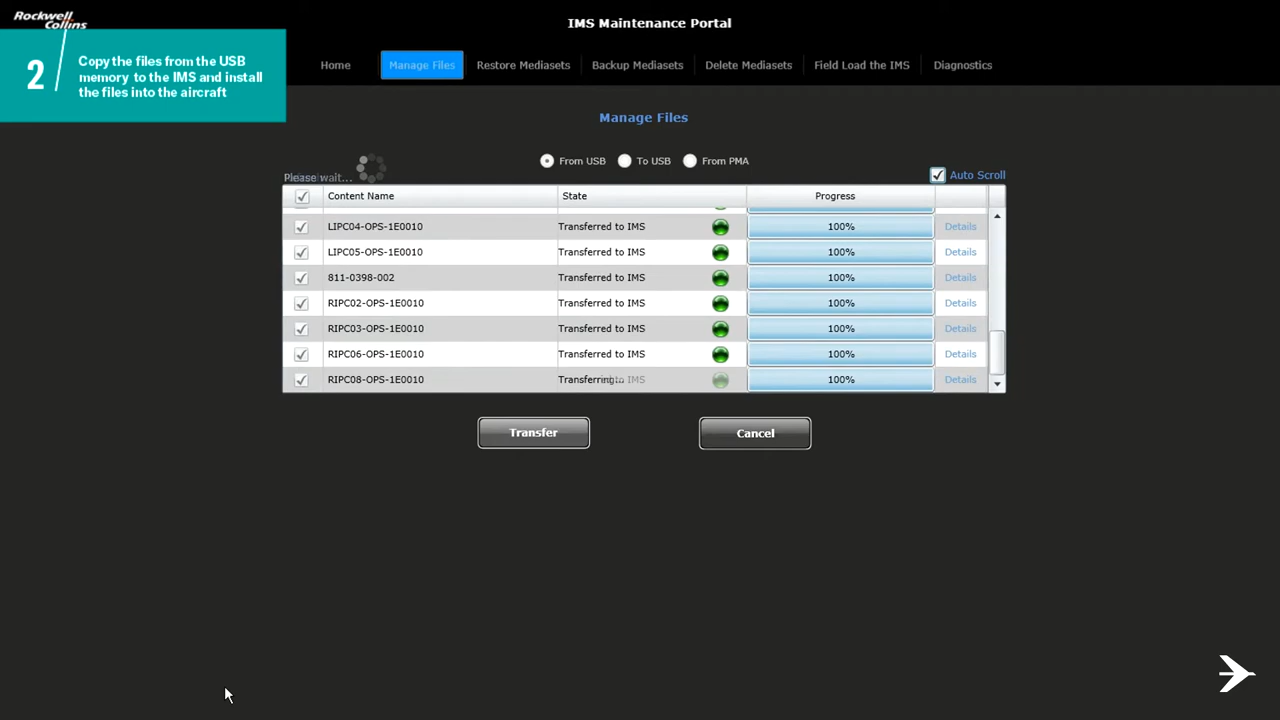 Rockwell
Collins
IMS Maintenance Portal
2
Copy the files from the USB
memory to the IMS and install
the files into the aircraft
Home Manage Files Restore Mediasets Backup Mediasets Delete Mediasets Field Load the IMS Diagnostics
Manage Files
From USB To USB From PMA
Please wait...
Auto Scroll
Content Name State Progress
LIPC04-OPS-1E0010 Transferred to IMS 100% Details
LIPC05-OPS-1E0010 Transferred to IMS 100% Details
811-0398-002 Transferred to IMS 100% Details
RIPC02-OPS-1E0010 Transferred to IMS 100% Details
RIPC03-OPS-1E0010 Transferred to IMS 100% Details
RIPC06-OPS-1E0010 Transferred to IMS 100% Details
RIPC08-OPS-1E0010 100% Details
Transfer Cancel